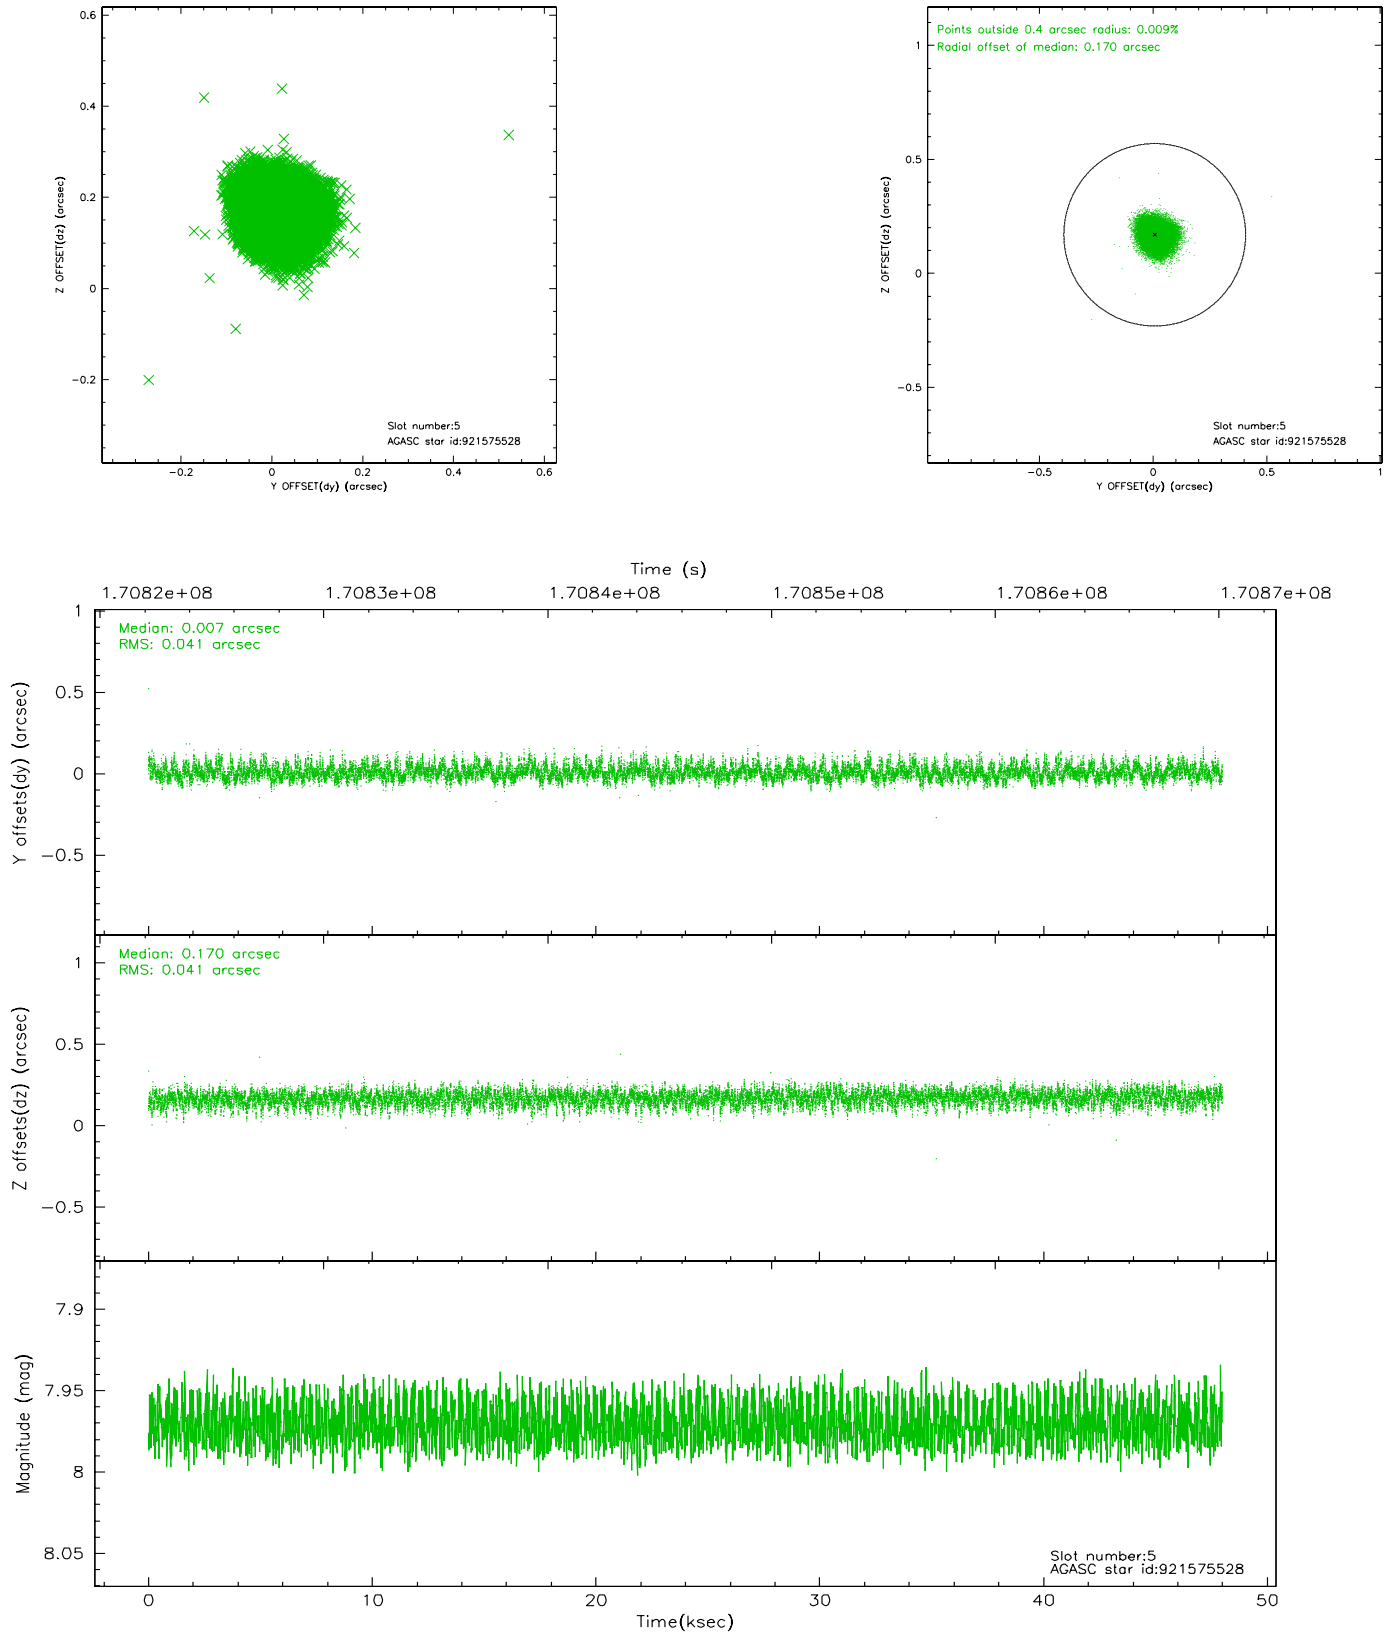 0.6
0.4
0.2
0
−0.2
Z OFFSET(dz) (arcsec)
Slot number:5
AGASC star id:921575528
−0.2
0
0.2
0.4
0.6
Y OFFSET(dy) (arcsec)
Points outside 0.4 arcsec radius: 0.009%
Radial offset of median: 0.170 arcsec
1
0.5
0
−0.5
Z OFFSET(dz) (arcsec)
Slot number:5
AGASC star id:921575528
−0.5
0
0.5
1
Y OFFSET(dy) (arcsec)
Time (s)
1.7082e+08
1.7083e+08
1.7084e+08
1.7085e+08
1.7086e+08
1.7087e+08
Median: 0.007 arcsec
RMS: 0.041 arcsec
1
0.5
0
−0.5
Y offsets(dy) (arcsec)
Median: 0.170 arcsec
RMS: 0.041 arcsec
1
0.5
0
−0.5
Z offsets(dz) (arcsec)
7.9
7.95
8
8.05
Magnitude (mag)
Slot number:5
AGASC star id:921575528
0
10
20
30
40
50
Time(ksec)